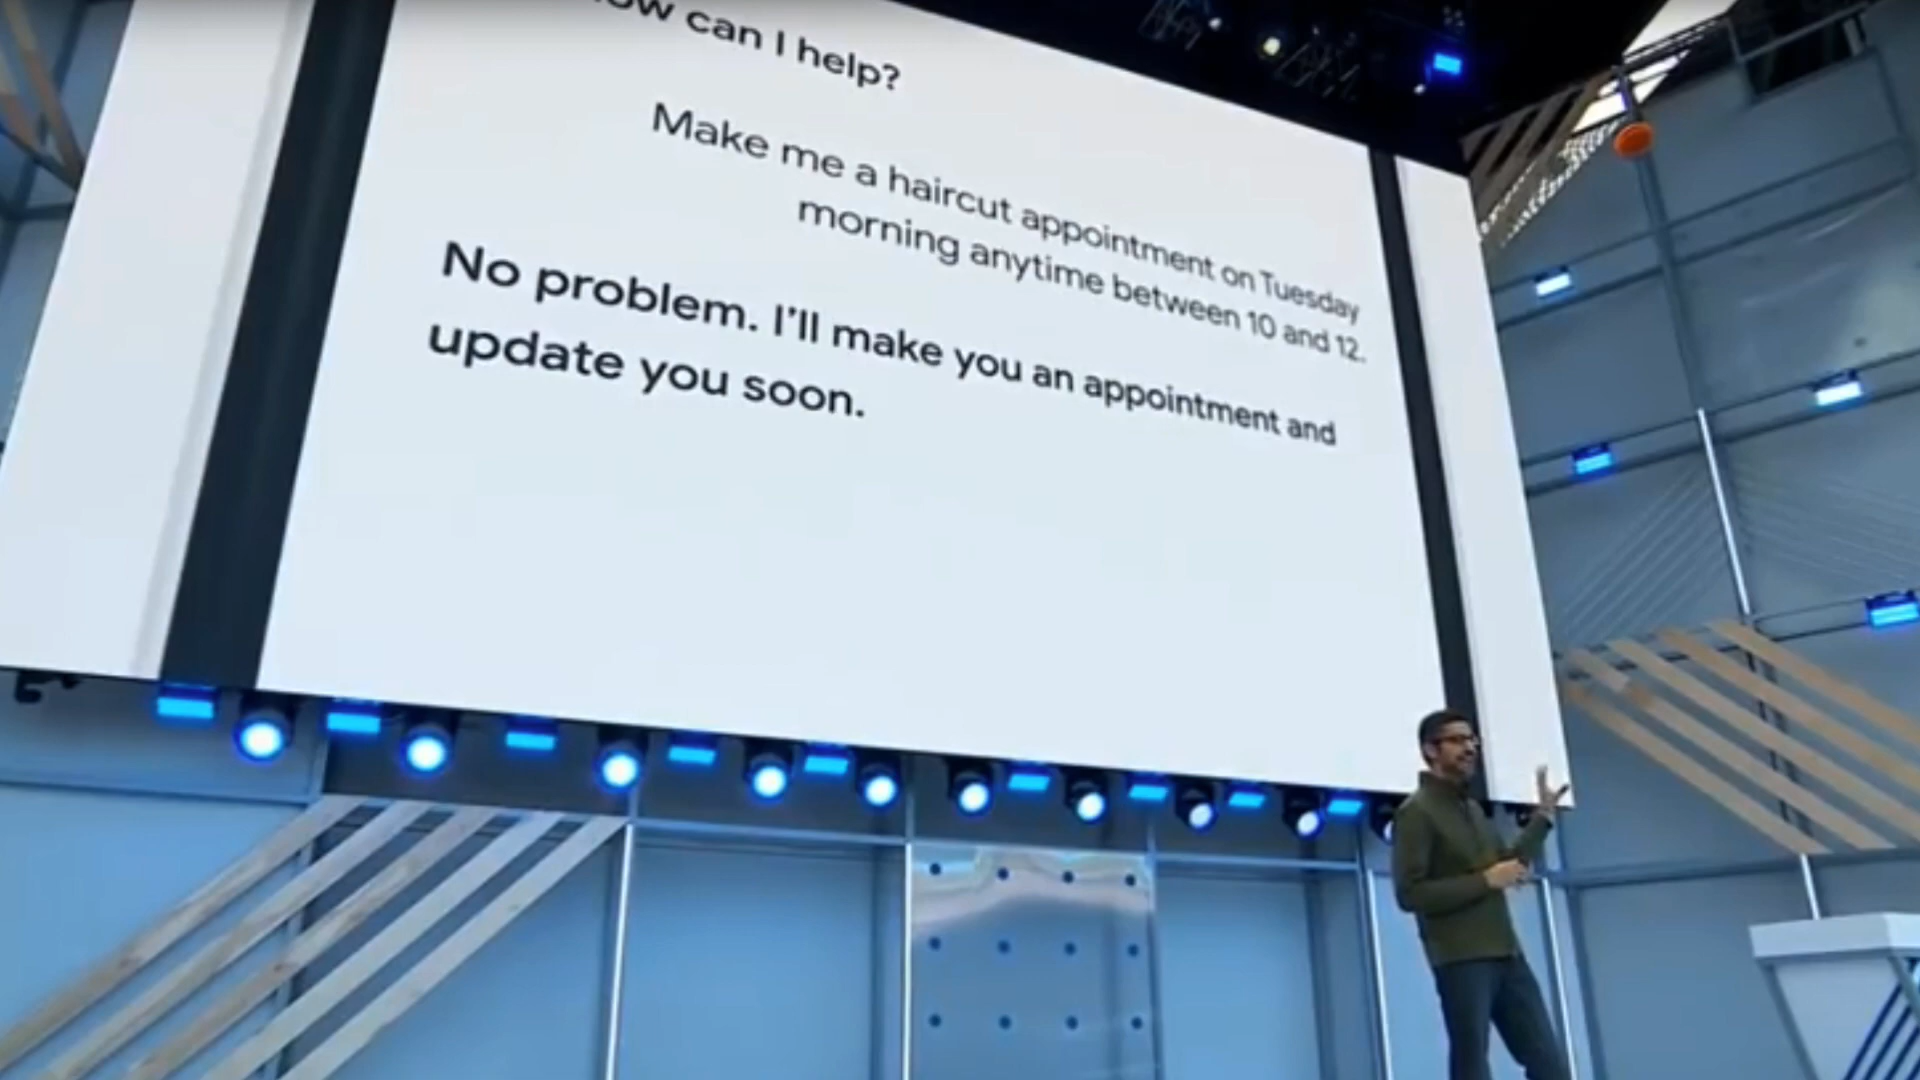 can I help?
Make me a haircut appointment on Tuesday
morning anytime between 10 and 12.
No problem. I'll make you an appointment and
update you soon.